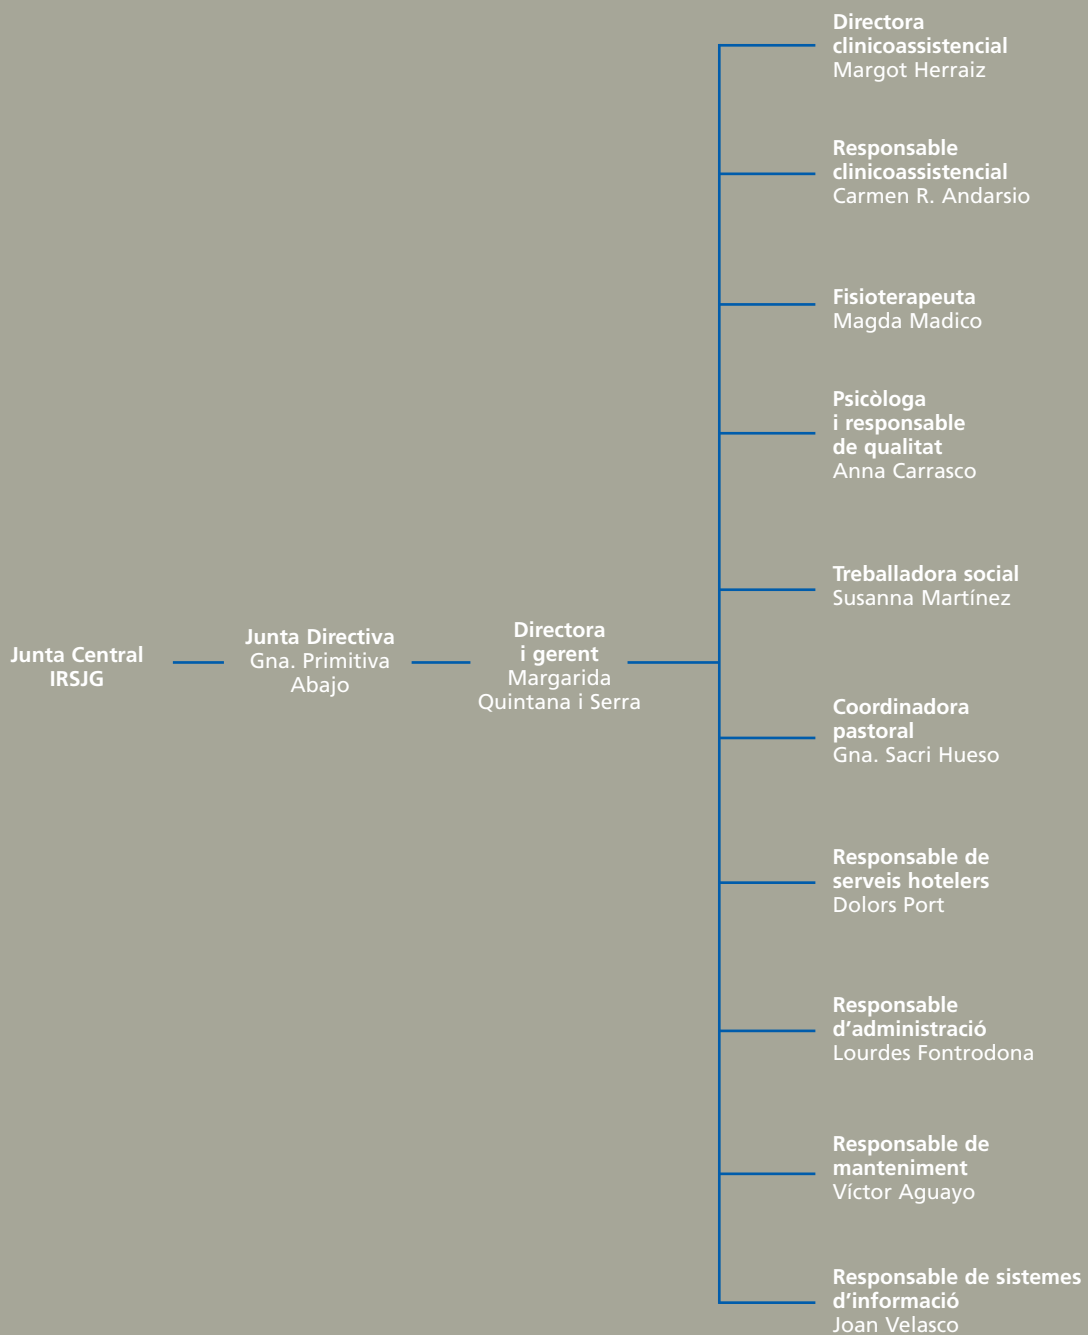 Junta Central
IRSJG
Junta Directiva
Gna. Primitiva
Abajo
Directora
i gerent
Margarida
Quintana i Serra
Directora
clinicoassistencial
Margot Herraiz
Responsable
clinicoassistencial
Carmen R. Andarsio
Fisioterapeuta
Magda Madico
Psicòloga
i responsable
de qualitat
Anna Carrasco
Treballadora social
Susanna Martínez
Coordinadora
pastoral
Gna. Sacri Hueso
Responsable de
serveis hotelers
Dolors Port
Responsable
d’administració
Lourdes Fontrodona
Responsable de
manteniment
Víctor Aguayo
Responsable de sistemes
d’informació
Joan Velasco